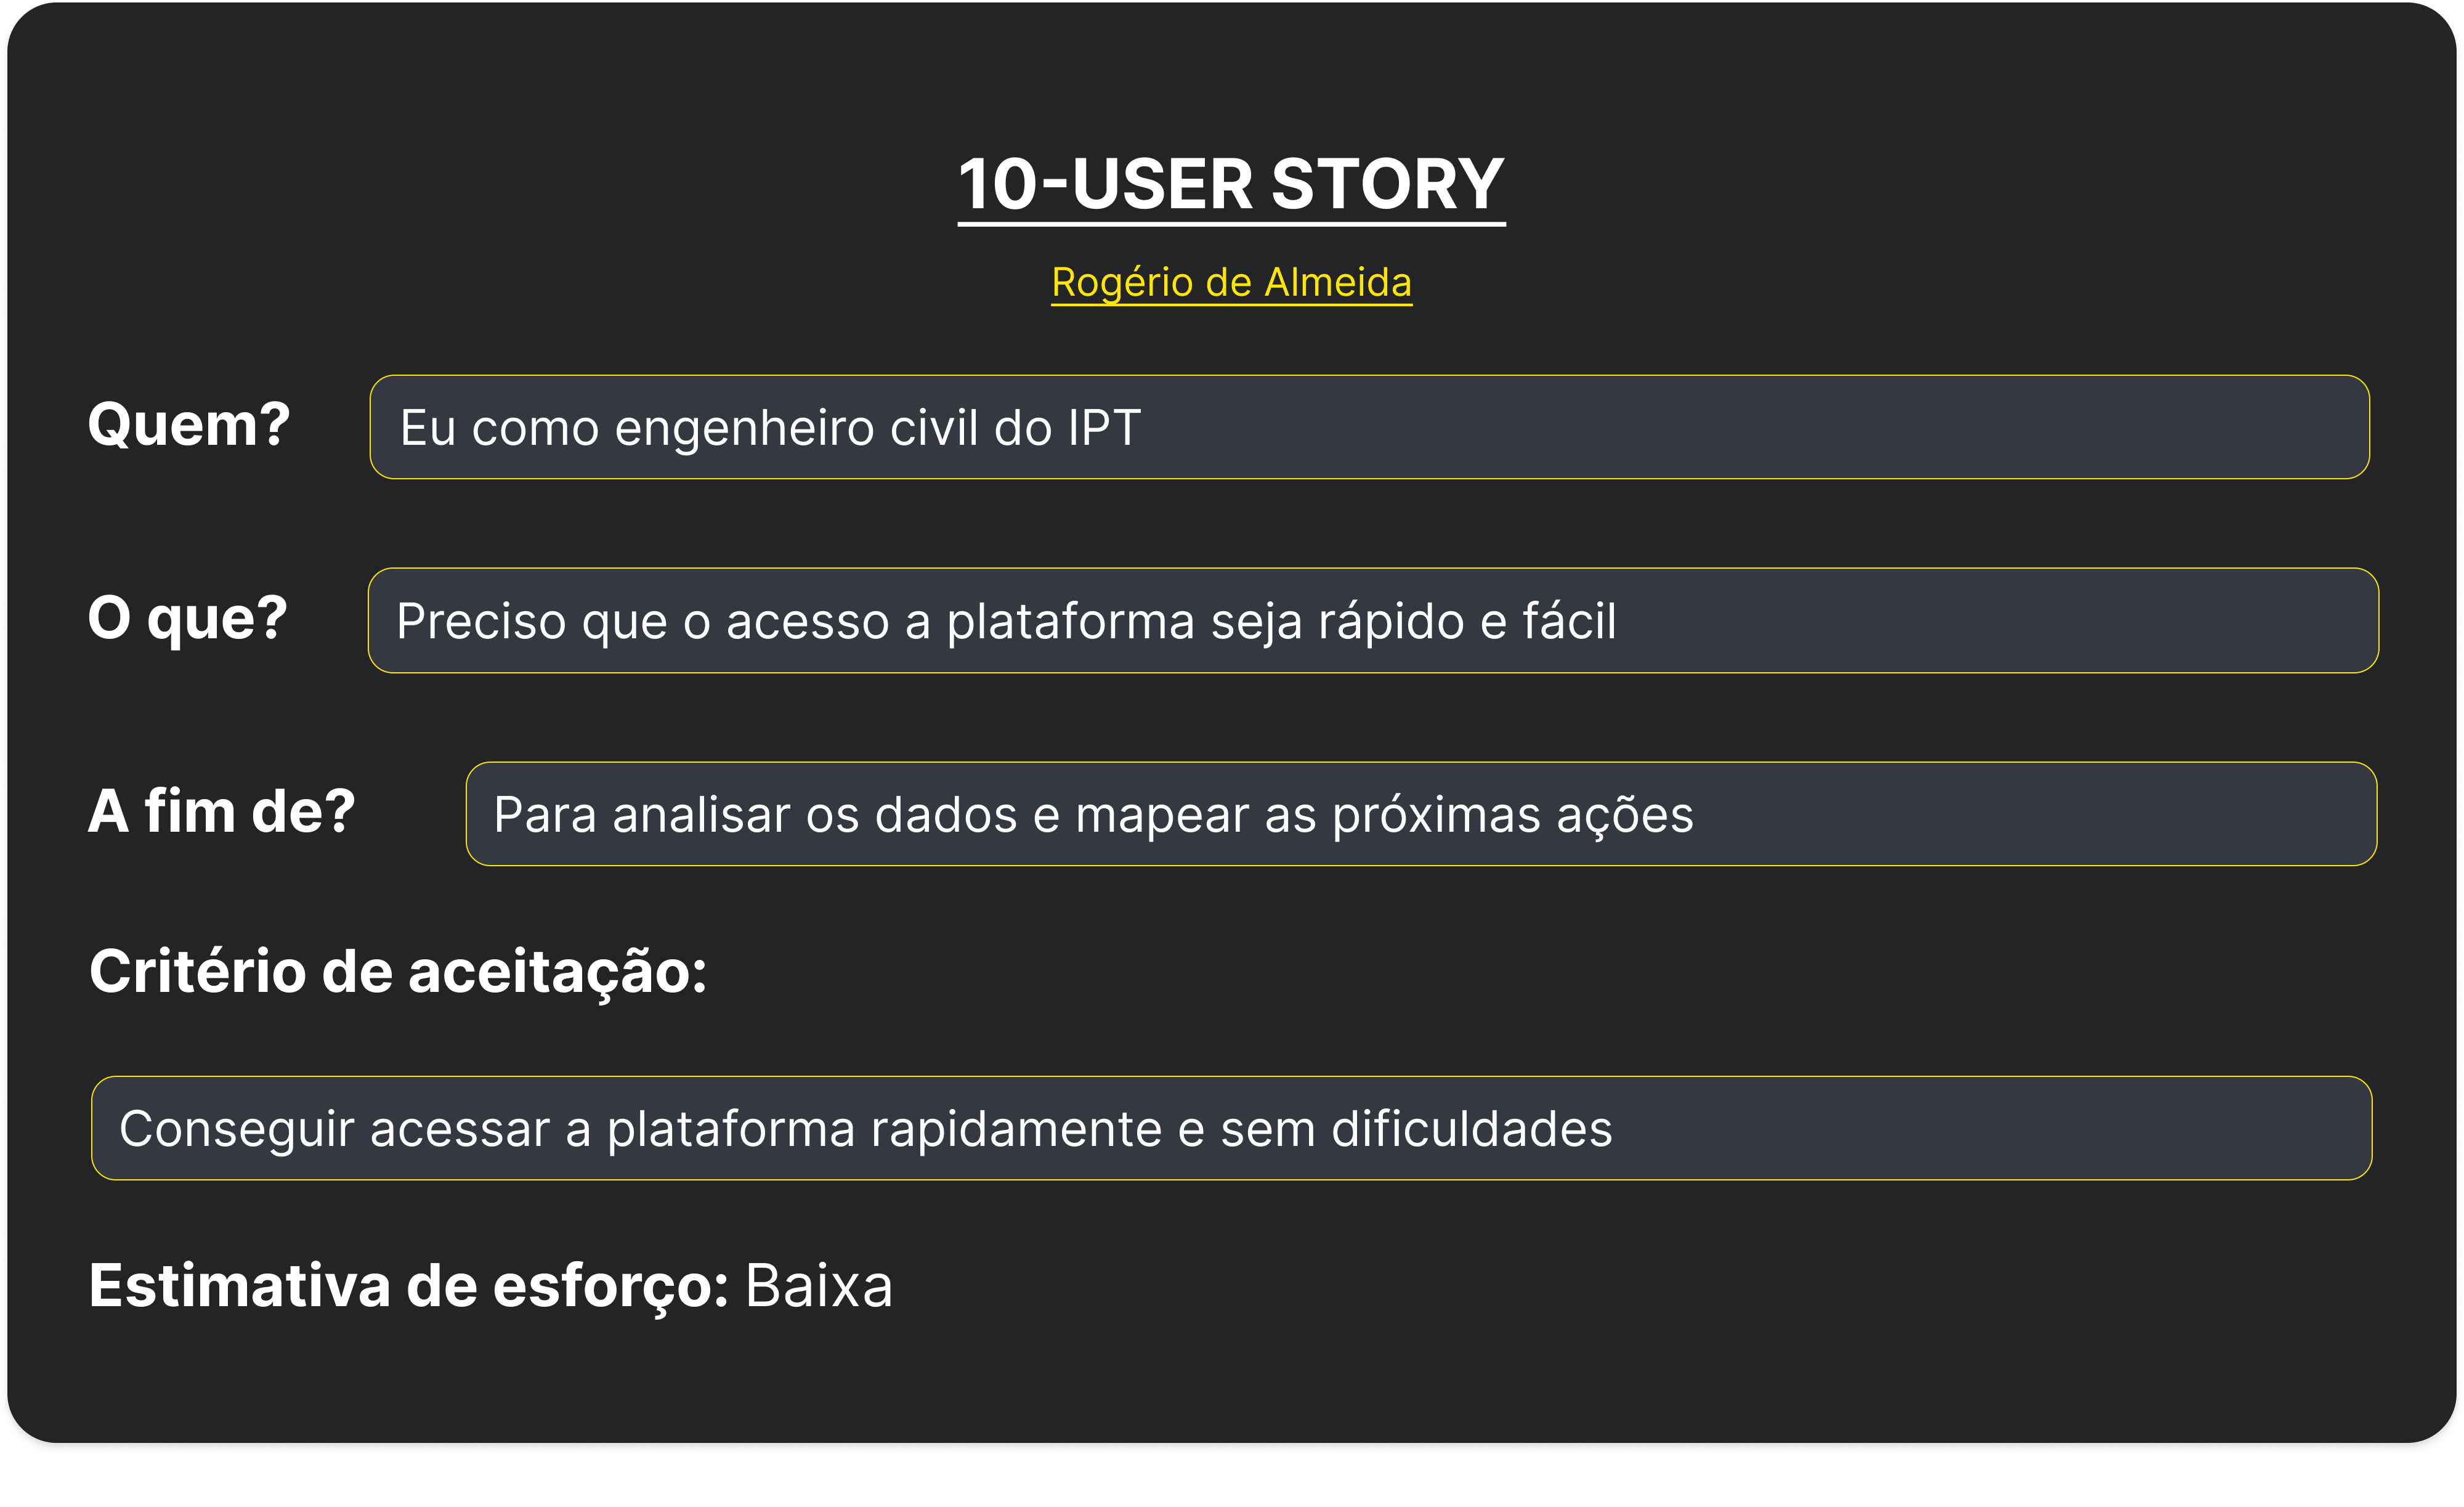 10-USER STORY
Rogério de Almeida
Quem? Eu como engenheiro civil do IPT
O que? Preciso que o acesso a plataforma seja rápido e fácil
A fim de? Para analisar os dados e mapear as próximas ações
Critério de aceitação:
Conseguir acessar a plataforma rapidamente e sem dificuldades
Estimativa de esforço: Baixa